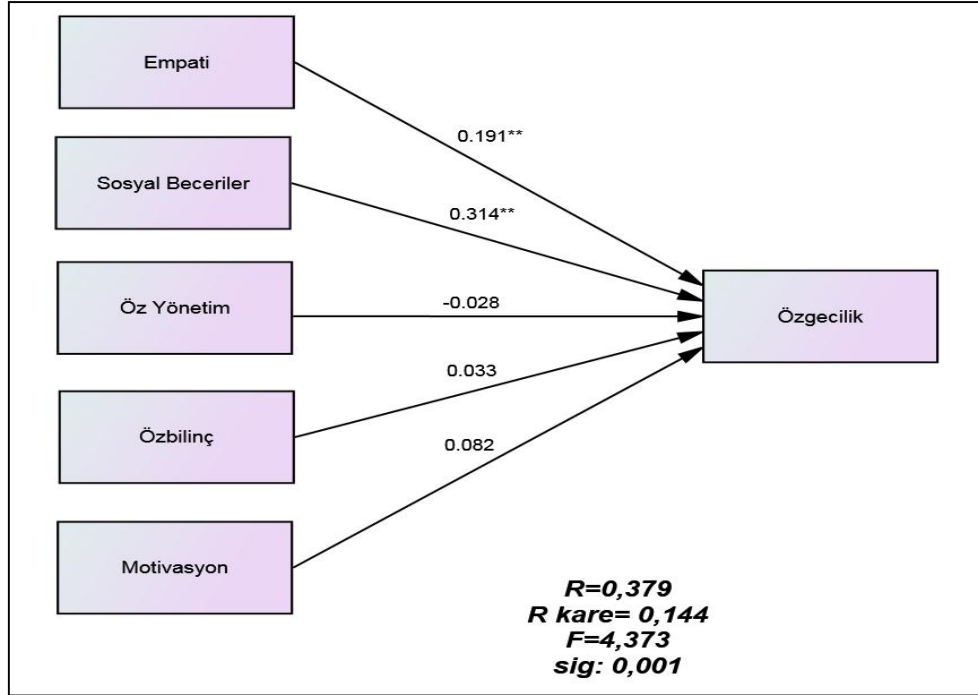 Empati
0.191**
Sosyal Beceriler
0.314**
Öz Yönetim
-0.028
Özgecilik
0.033
Özbilinç
0.082
Motivasyon
R=0,379
R kare= 0,144
F=4,373
sig: 0,001